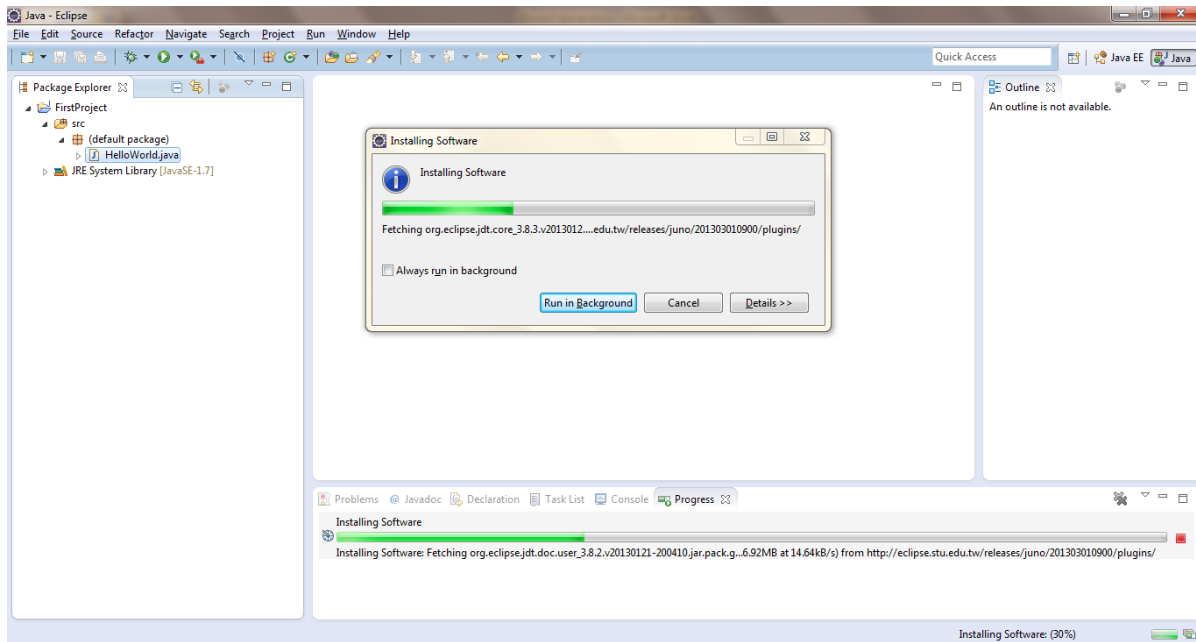 Java - Eclipse
File Edit Source Refactor Navigate Search Project Run Window Help
Quick Access
Java EE
Java
Package Explorer
FirstProject
src
(default package)
HelloWorld.java
JRE System Library [JavaSE-1.7]
Outline
An outline is not available.
Installing Software
Installing Software
Fetching org.eclipse.jdt.core_3.8.3.v2013012....edu.tw/releases/juno/201303010900/plugins/
Always run in background
Run in Background
Cancel
Details >>
Problems @ Javadoc Declaration Task List Console Progress
Installing Software
Installing Software: Fetching org.eclipse.jdt.doc.user_3.8.2.v20130121-200410.jar.pack.g...6.92MB at 14.64kB/s) from http://eclipse.stu.edu.tw/releases/juno/201303010900/plugins/
Installing Software: (30%)